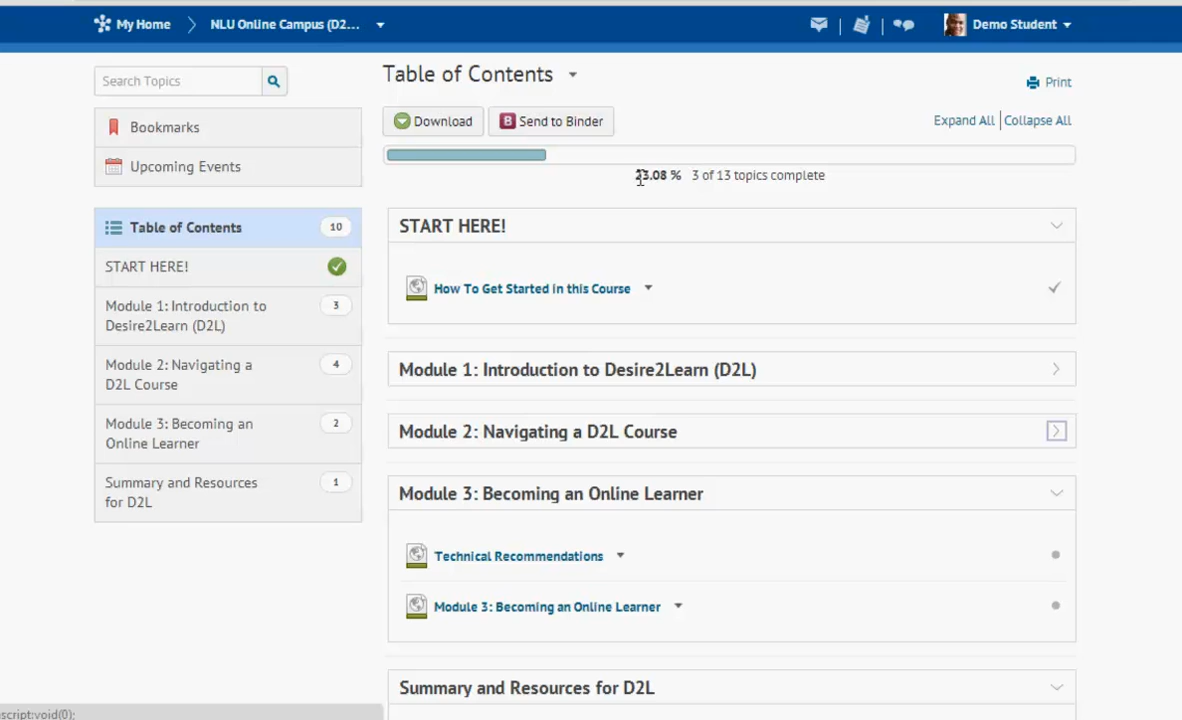 My Home
NLU Online Campus (D2...
Demo Student
Search Topics
Bookmarks
Upcoming Events
Table of Contents 10
START HERE!
Module 1: Introduction to 3
Desire2Learn (D2L)
Module 2: Navigating a 4
D2L Course
Module 3: Becoming an 2
Online Learner
Summary and Resources 1
for D2L
Table of Contents
Print
Download
B Send to Binder
Expand All
Collapse All
23.08 % 3 of 13 topics complete
START HERE!
How To Get Started in this Course
Module 1: Introduction to Desire2Learn (D2L)
Module 2: Navigating a D2L Course
Module 3: Becoming an Online Learner
Technical Recommendations
Module 3: Becoming an Online Learner
Summary and Resources for D2L
script:void(0);